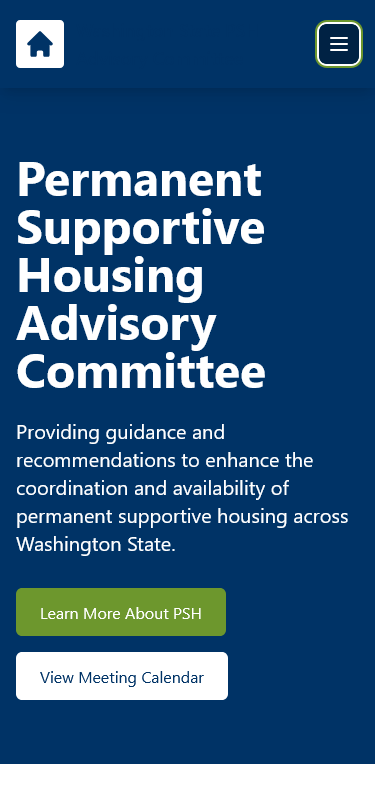 Permanent
Supportive
Housing
Advisory
Committee
Providing guidance and
recommendations to enhance the
coordination and availability of
permanent supportive housing across
Washington State.
Learn More About PSH
View Meeting Calendar